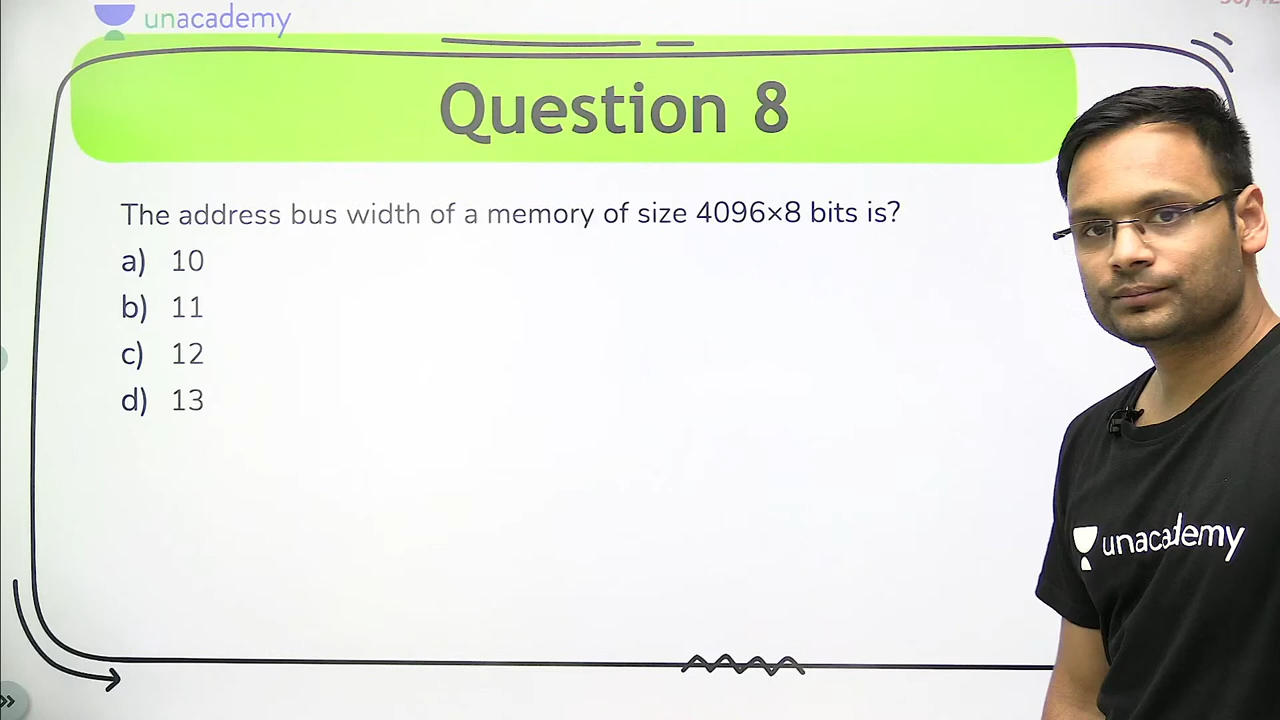 unacademy
Question 8
The address bus width of a memory of size 4096×8 bits is?
a) 10
b) 11
c) 12
d) 13
unacademy